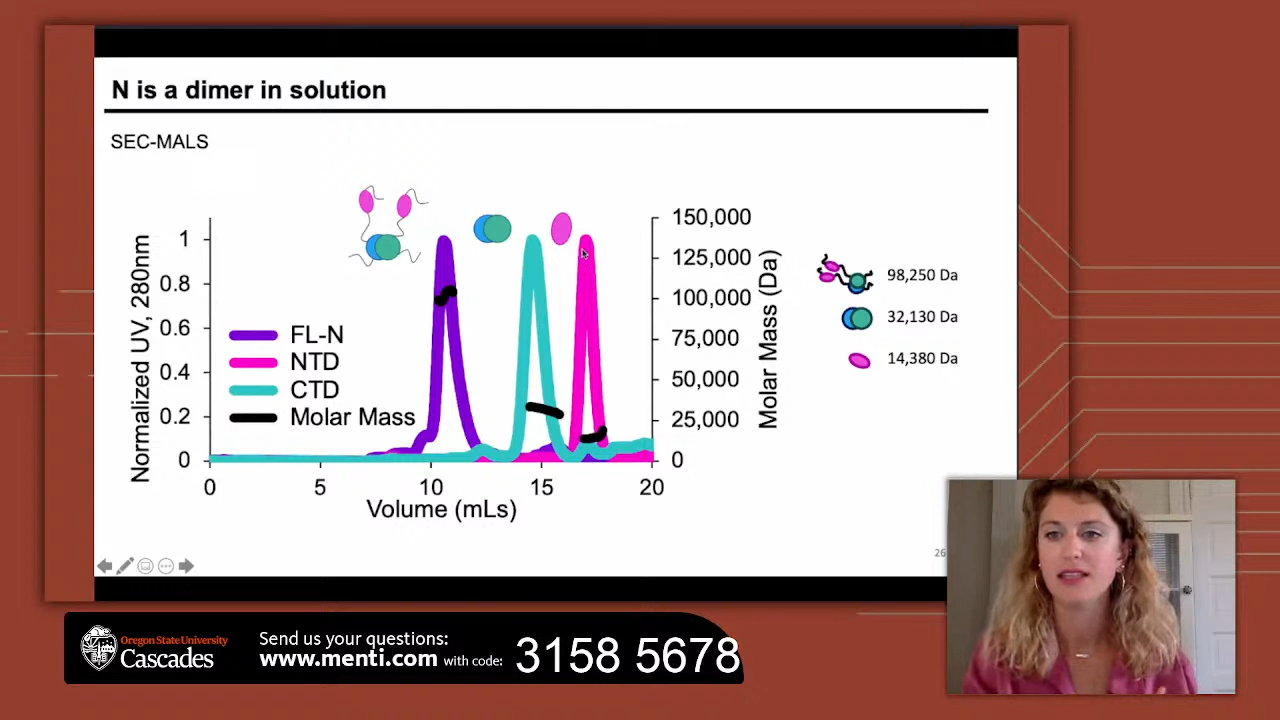 N is a dimer in solution
SEC-MALS
Normalized UV, 280nm
1
0.8
0.6
0.4
0.2
0
FL-N
NTD
CTD
Molar Mass
0
5
10
15
20
Volume (mLs)
150,000
125,000
100,000
75,000
50,000
25,000
0
Molar Mass (Da)
98,250 Da
32,130 Da
14,380 Da
26
Oregon State University
Cascades
Send us your questions:
www.menti.com with code:
3158 5678